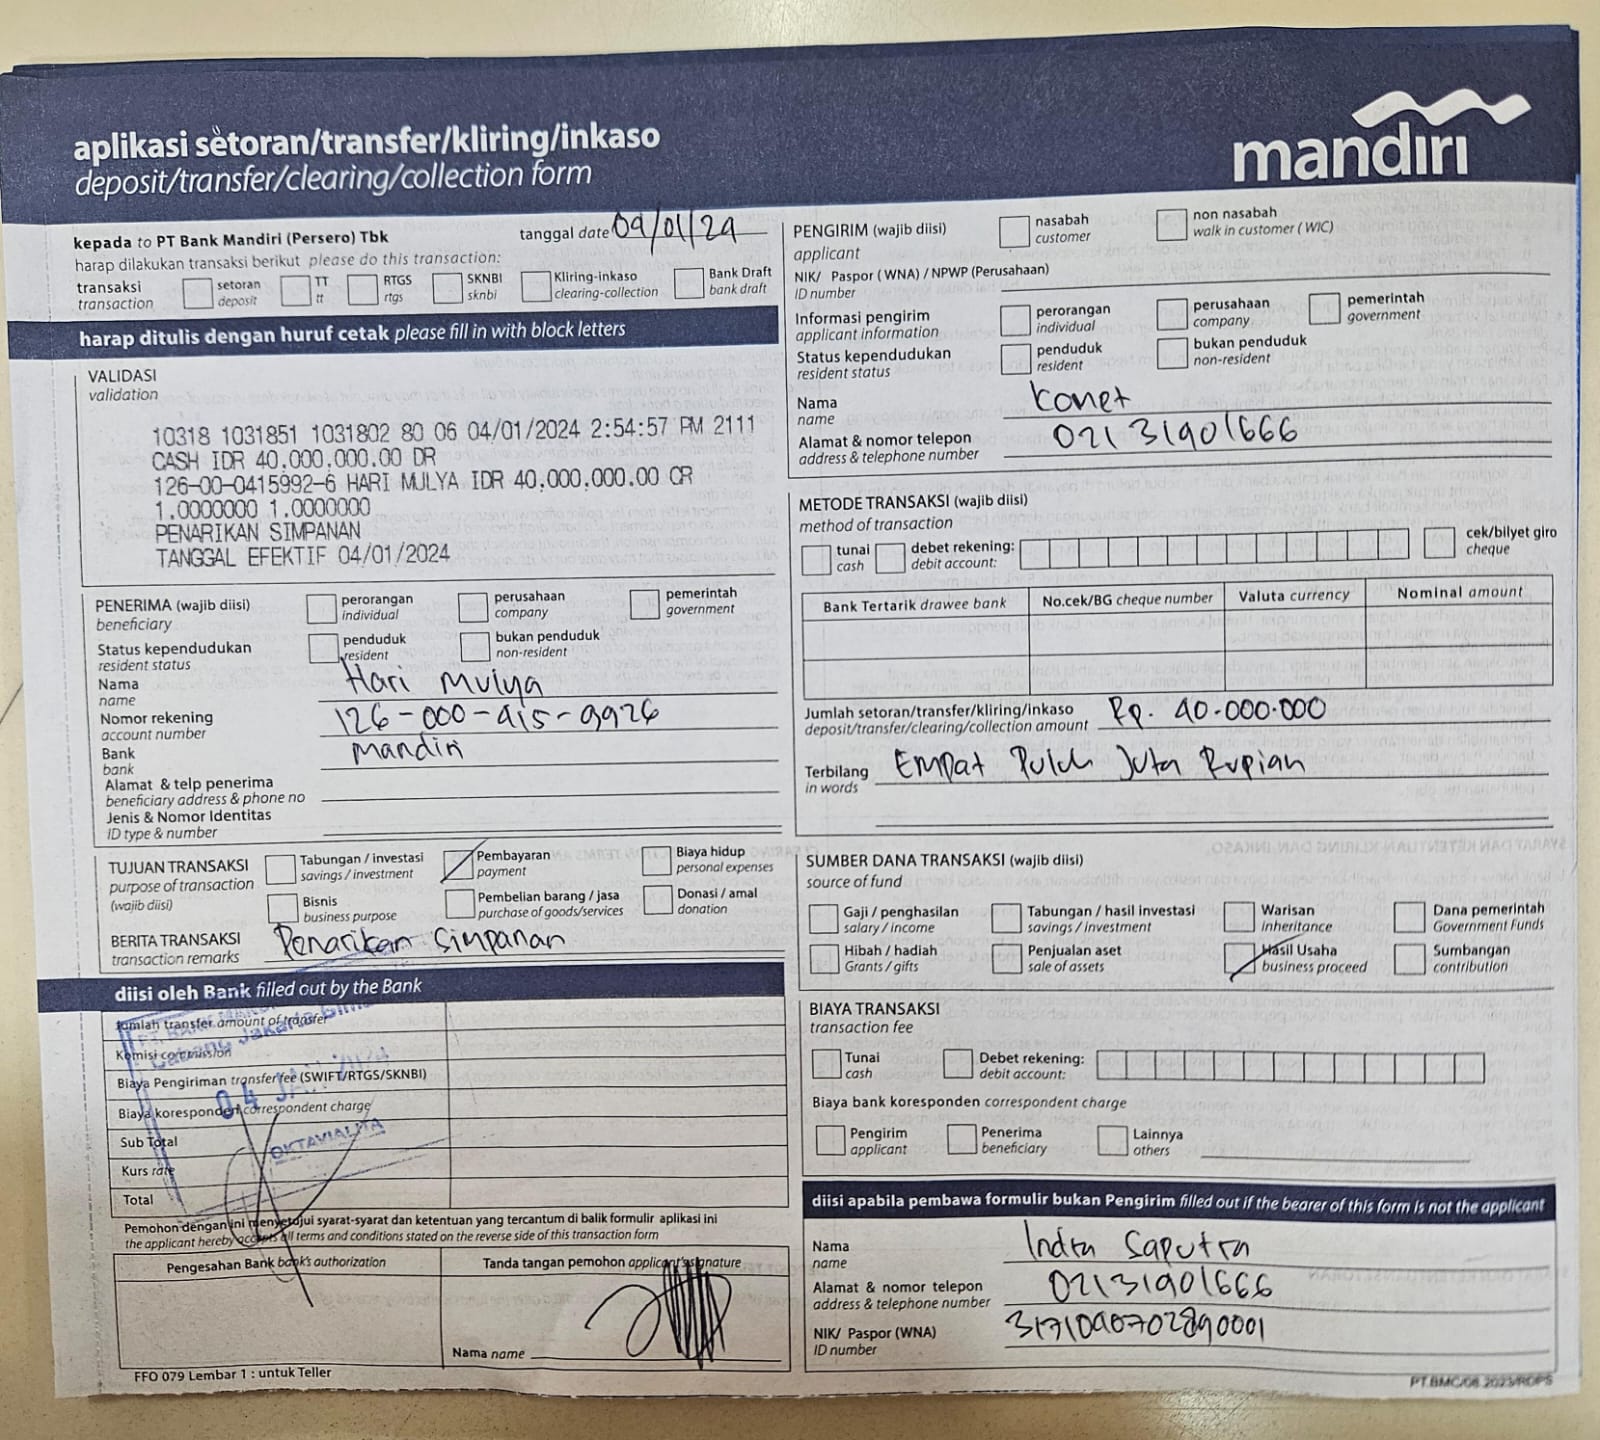 aplikasi setoran/transfer/kliring/inkaso
deposit/transfer/clearing/collection form
mandiri
kepada to PT Bank Mandiri (Persero) Tbk
tanggal date 04/01/24
harap dilakukan transaksi berikut please do this transaction:
transaksi transaction
setoran deposit
TT tt
RTGS rtgs
SKNBI sknbi
Kliring-inkaso clearing-collection
Bank Draft bank draft
harap ditulis dengan huruf cetak please fill in with block letters
VALIDASI
validation
10318 1031851 1031802 80 06 04/01/2024 2:54:57 PM 2111
CASH IDR 40,000,000.00 DR
126-00-0415992-6 HARI MULYA IDR 40,000,000.00 CR
1.0000000 1.0000000
PENARIKAN SIMPANAN
TANGGAL EFEKTIF 04/01/2024
PENERIMA (wajib diisi)
beneficiary
perorangan individual
perusahaan company
pemerintah government
Status kependudukan
resident status
penduduk resident
bukan penduduk non-resident
Nama
name
Hari Mulya
Nomor rekening
account number
126-000-415-9926
Bank
bank
Mandiri
Alamat & telp penerima
beneficiary address & phone no
Jenis & Nomor Identitas
ID type & number
TUJUAN TRANSAKSI
purpose of transaction
(wajib diisi)
Tabungan / investasi savings / investment
Pembayaran payment
Biaya hidup personal expenses
Bisnis business purpose
Pembelian barang / jasa purchase of goods/services
Donasi / amal donation
BERITA TRANSAKSI
transaction remarks
Penarikan Simpanan
diisi oleh Bank filled out by the Bank
Jumlah transfer amount of transfer
Komisi commission
Biaya Pengiriman transfer fee (SWIFT/RTGS/SKNBI)
Biaya koresponden correspondent charge
Sub Total
Kurs rate
Total
PT. BANK
Cabang Jakarta
04 JAN 2024
OKTAVIALITA
Pemohon dengan ini menyetujui syarat-syarat dan ketentuan yang tercantum di balik formulir aplikasi ini
the applicant hereby accepts all terms and conditions stated on the reverse side of this transaction form
Pengesahan Bank bank's authorization
Tanda tangan pemohon applicant's signature
Nama name
FFO 079 Lembar 1 : untuk Teller
PENGIRIM (wajib diisi)
applicant
nasabah customer
non nasabah walk in customer ( WIC)
NIK/ Paspor ( WNA) / NPWP (Perusahaan)
ID number
Informasi pengirim
applicant information
perorangan individual
perusahaan company
pemerintah government
Status kependudukan
resident status
penduduk resident
bukan penduduk non-resident
Nama
name
Konet
Alamat & nomor telepon
address & telephone number
02131901666
METODE TRANSAKSI (wajib diisi)
method of transaction
tunai cash
debet rekening: debit account:
cek/bilyet giro cheque
Bank Tertarik drawee bank
No.cek/BG cheque number
Valuta currency
Nominal amount
Jumlah setoran/transfer/kliring/inkaso
deposit/transfer/clearing/collection amount
Rp. 40.000.000
Terbilang
in words
Empat Puluh Juta Rupiah
SUMBER DANA TRANSAKSI (wajib diisi)
source of fund
Gaji / penghasilan salary / income
Tabungan / hasil investasi savings / investment
Warisan inheritance
Dana pemerintah Government Funds
Hibah / hadiah Grants / gifts
Penjualan aset sale of assets
Hasil Usaha business proceed
Sumbangan contribution
BIAYA TRANSAKSI
transaction fee
Tunai cash
Debet rekening: debit account:
Biaya bank koresponden correspondent charge
Pengirim applicant
Penerima beneficiary
Lainnya others
diisi apabila pembawa formulir bukan Pengirim filled out if the bearer of this form is not the applicant
Nama
name
Indra Saputra
Alamat & nomor telepon
address & telephone number
02131901666
NIK/ Paspor (WNA)
ID number
3171090702890001
PT.BMC/08.2023/RDPS